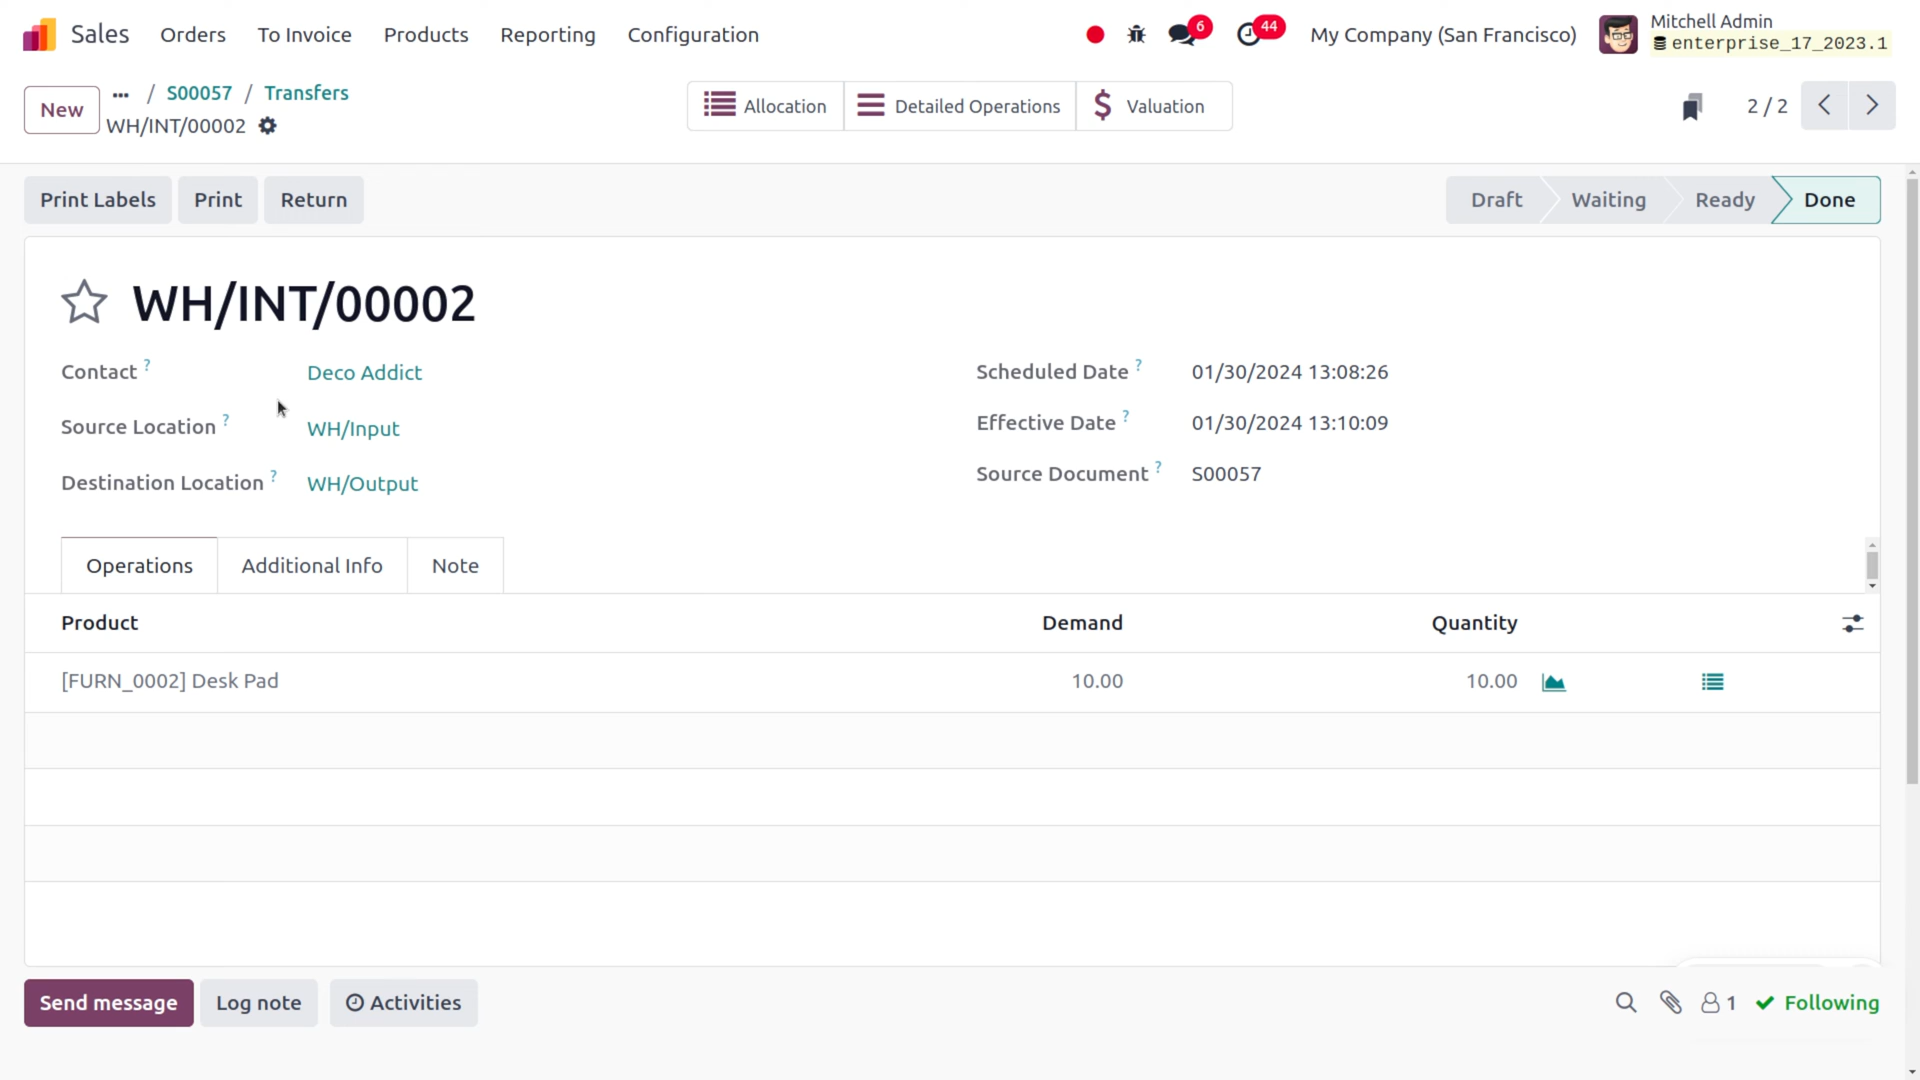 Sales Orders To Invoice Products Reporting Configuration 6 44 My Company (San Francisco) Mitchell Admin
enterprise_17_2023.1
New ... / S00057 / Transfers
WH/INT/00002
Allocation Detailed Operations $ Valuation 2 / 2
Print Labels Print Return Draft Waiting Ready Done
WH/INT/00002
Contact ? Deco Addict Scheduled Date ? 01/30/2024 13:08:26
Source Location ? WH/Input Effective Date ? 01/30/2024 13:10:09
Destination Location ? WH/Output Source Document ? S00057
Operations Additional Info Note
Product Demand Quantity
[FURN_0002] Desk Pad 10.00 10.00
Send message Log note Activities 1 Following